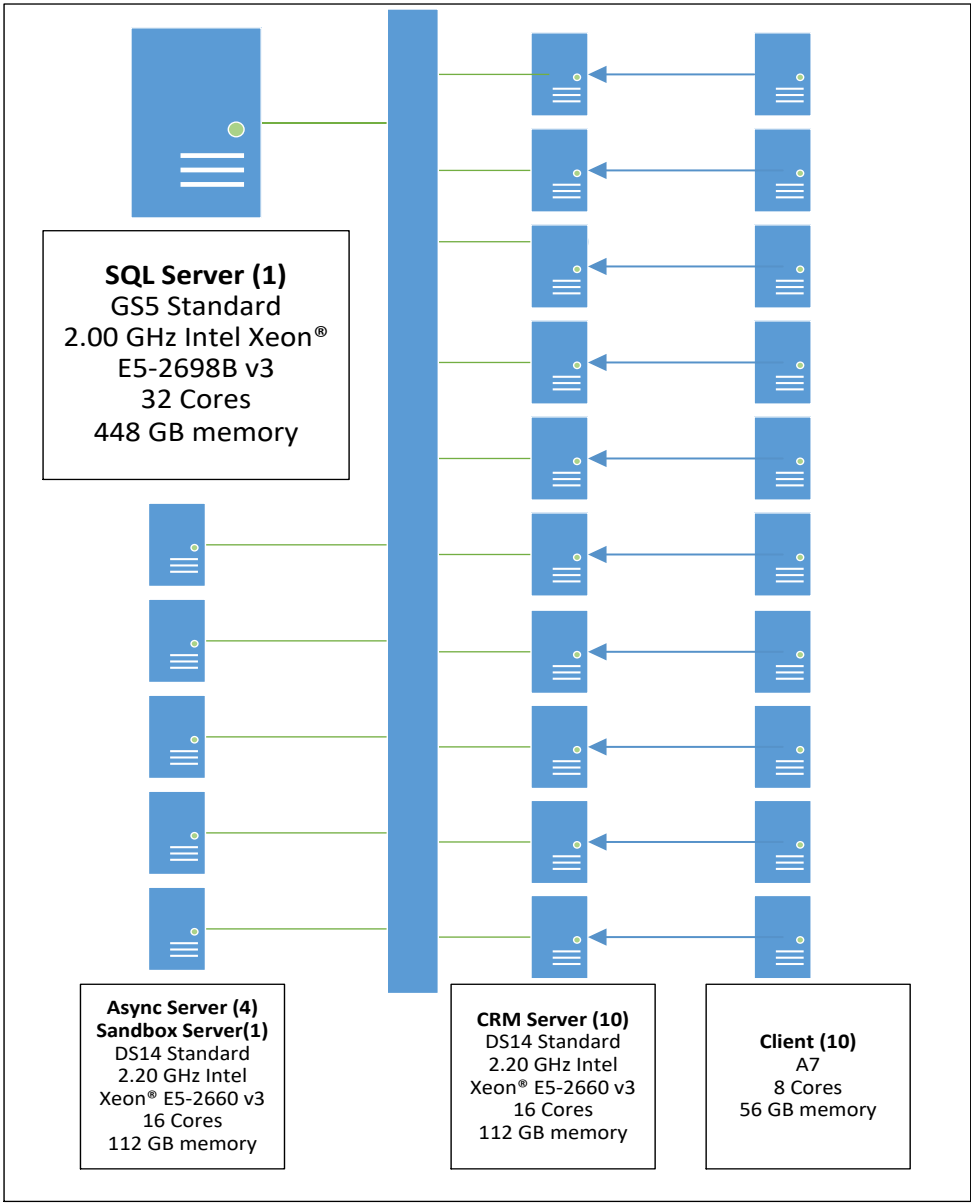 SQL Server (1)
GS5 Standard
2.00 GHz Intel Xeon®
E5-2698B v3
32 Cores
448 GB memory
Async Server (4)
Sandbox Server(1)
DS14 Standard
2.20 GHz Intel
Xeon® E5-2660 v3
16 Cores
112 GB memory
CRM Server (10)
DS14 Standard
2.20 GHz Intel
Xeon® E5-2660 v3
16 Cores
112 GB memory
Client (10)
A7
8 Cores
56 GB memory